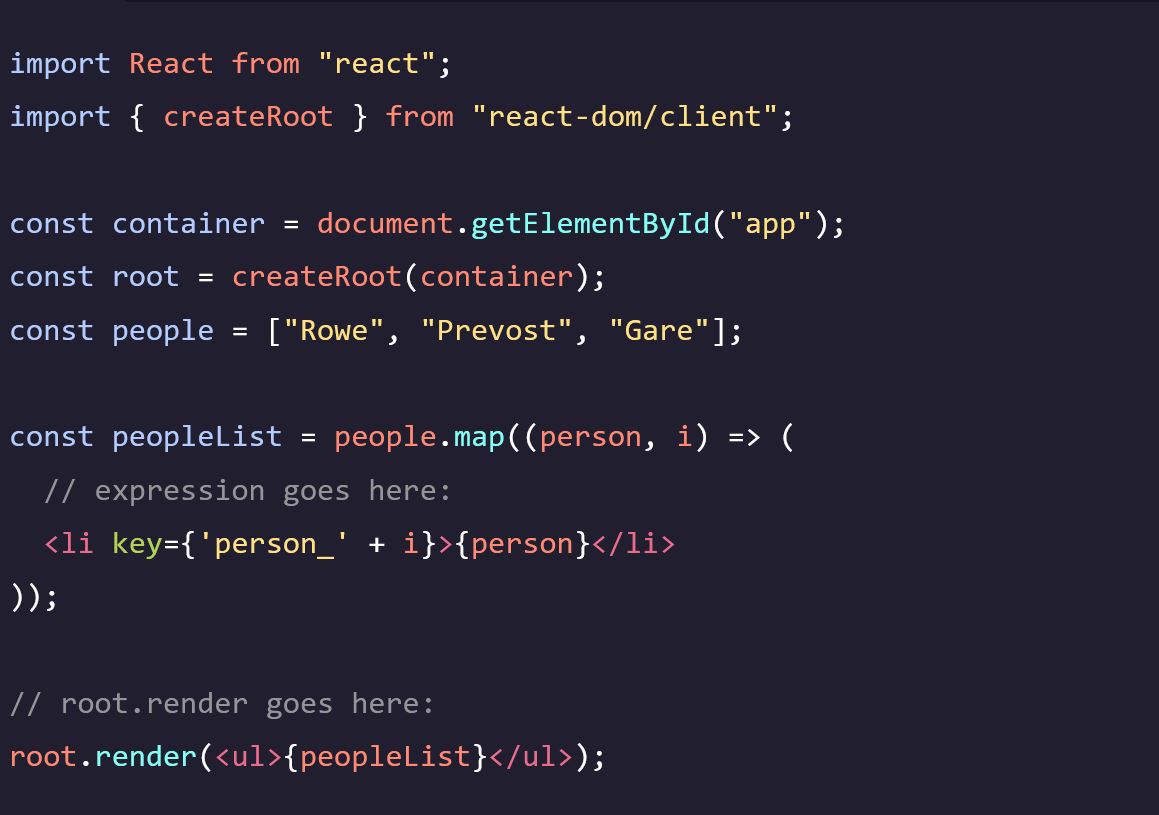 import React from "react";
import { createRoot } from "react-dom/client";

const container = document.getElementById("app");
const root = createRoot(container);
const people = ["Rowe", "Prevost", "Gare"];

const peopleList = people.map((person, i) => (
  // expression goes here:
  <li key={'person_' + i}>{person}</li>
));

// root.render goes here:
root.render(<ul>{peopleList}</ul>);